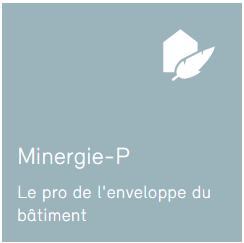 Minergie-P
Le pro de l'enveloppe du
bâtiment